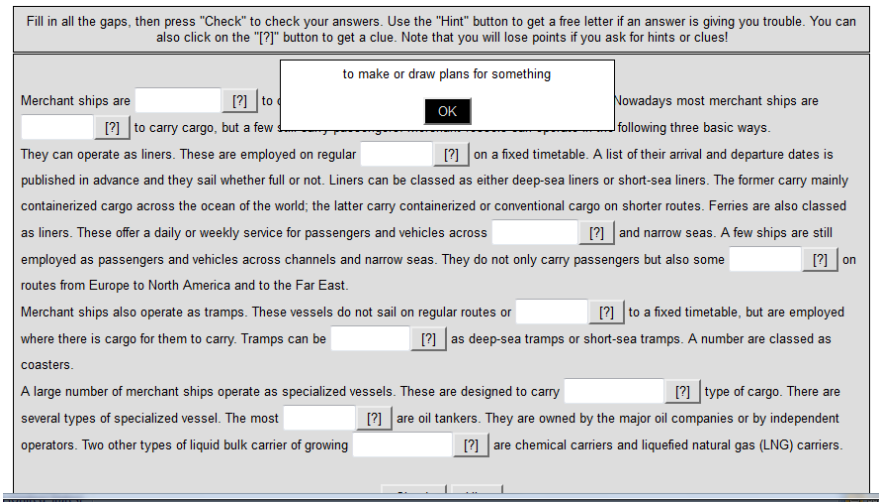 Fill in all the gaps, then press "Check" to check your answers. Use the "Hint" button to get a free letter if an answer is giving you trouble. You can
also click on the "[?]" button to get a clue. Note that you will lose points if you ask for hints or clues!
to make or draw plans for something
OK
Merchant ships are [?] to Nowadays most merchant ships are
[?] to carry cargo, but a few following three basic ways.
They can operate as liners. These are employed on regular [?] on a fixed timetable. A list of their arrival and departure dates is
published in advance and they sail whether full or not. Liners can be classed as either deep-sea liners or short-sea liners. The former carry mainly
containerized cargo across the ocean of the world; the latter carry containerized or conventional cargo on shorter routes. Ferries are also classed
as liners. These offer a daily or weekly service for passengers and vehicles across [?] and narrow seas. A few ships are still
employed as passengers and vehicles across channels and narrow seas. They do not only carry passengers but also some [?] on
routes from Europe to North America and to the Far East.
Merchant ships also operate as tramps. These vessels do not sail on regular routes or [?] to a fixed timetable, but are employed
where there is cargo for them to carry. Tramps can be [?] as deep-sea tramps or short-sea tramps. A number are classed as
coasters.
A large number of merchant ships operate as specialized vessels. These are designed to carry [?] type of cargo. There are
several types of specialized vessel. The most [?] are oil tankers. They are owned by the major oil companies or by independent
operators. Two other types of liquid bulk carrier of growing [?] are chemical carriers and liquefied natural gas (LNG) carriers.